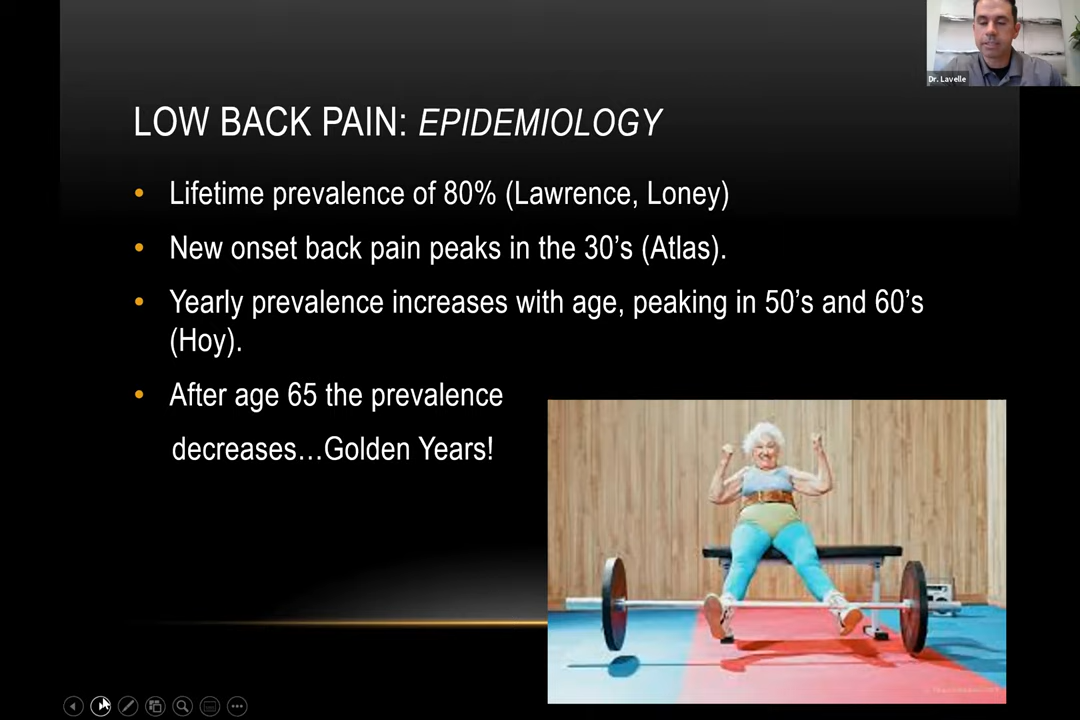 Dr. Lavelle
LOW BACK PAIN: EPIDEMIOLOGY
• Lifetime prevalence of 80% (Lawrence, Loney)
• New onset back pain peaks in the 30’s (Atlas).
• Yearly prevalence increases with age, peaking in 50’s and 60’s
(Hoy).
• After age 65 the prevalence
decreases…Golden Years!